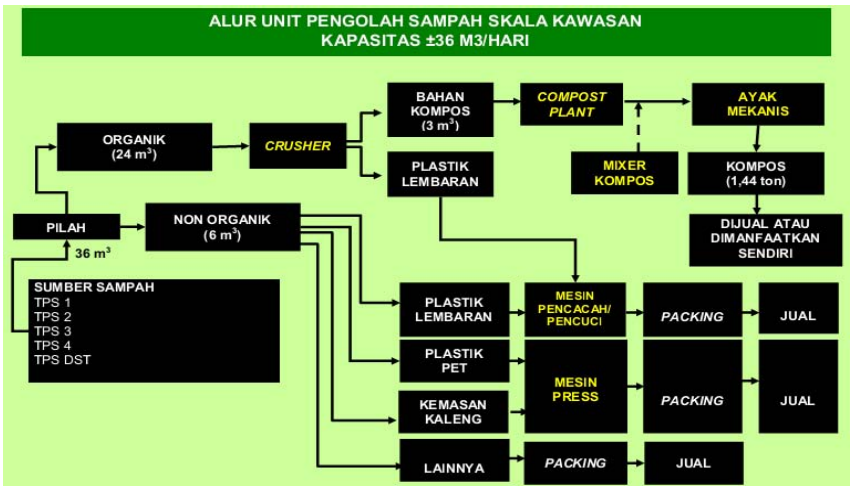 ALUR UNIT PENGOLAH SAMPAH SKALA KAWASAN
KAPASITAS ±36 M3/HARI
BAHAN
KOMPOS
(3 m³)
COMPOST
PLANT
AYAK
MEKANIS
ORGANIK
(24 m³)
CRUSHER
PLASTIK
LEMBARAN
MIXER
KOMPOS
KOMPOS
(1,44 ton)
PILAH
NON ORGANIK
(6 m³)
36 m³
DIJUAL ATAU
DIMANFAATKAN
SENDIRI
SUMBER SAMPAH
TPS 1
TPS 2
TPS 3
TPS 4
TPS DST
PLASTIK
LEMBARAN
MESIN
PENCACAH/
PENCUCI
PACKING
JUAL
PLASTIK
PET
MESIN
PRESS
PACKING
JUAL
KEMASAN
KALENG
LAINNYA
PACKING
JUAL